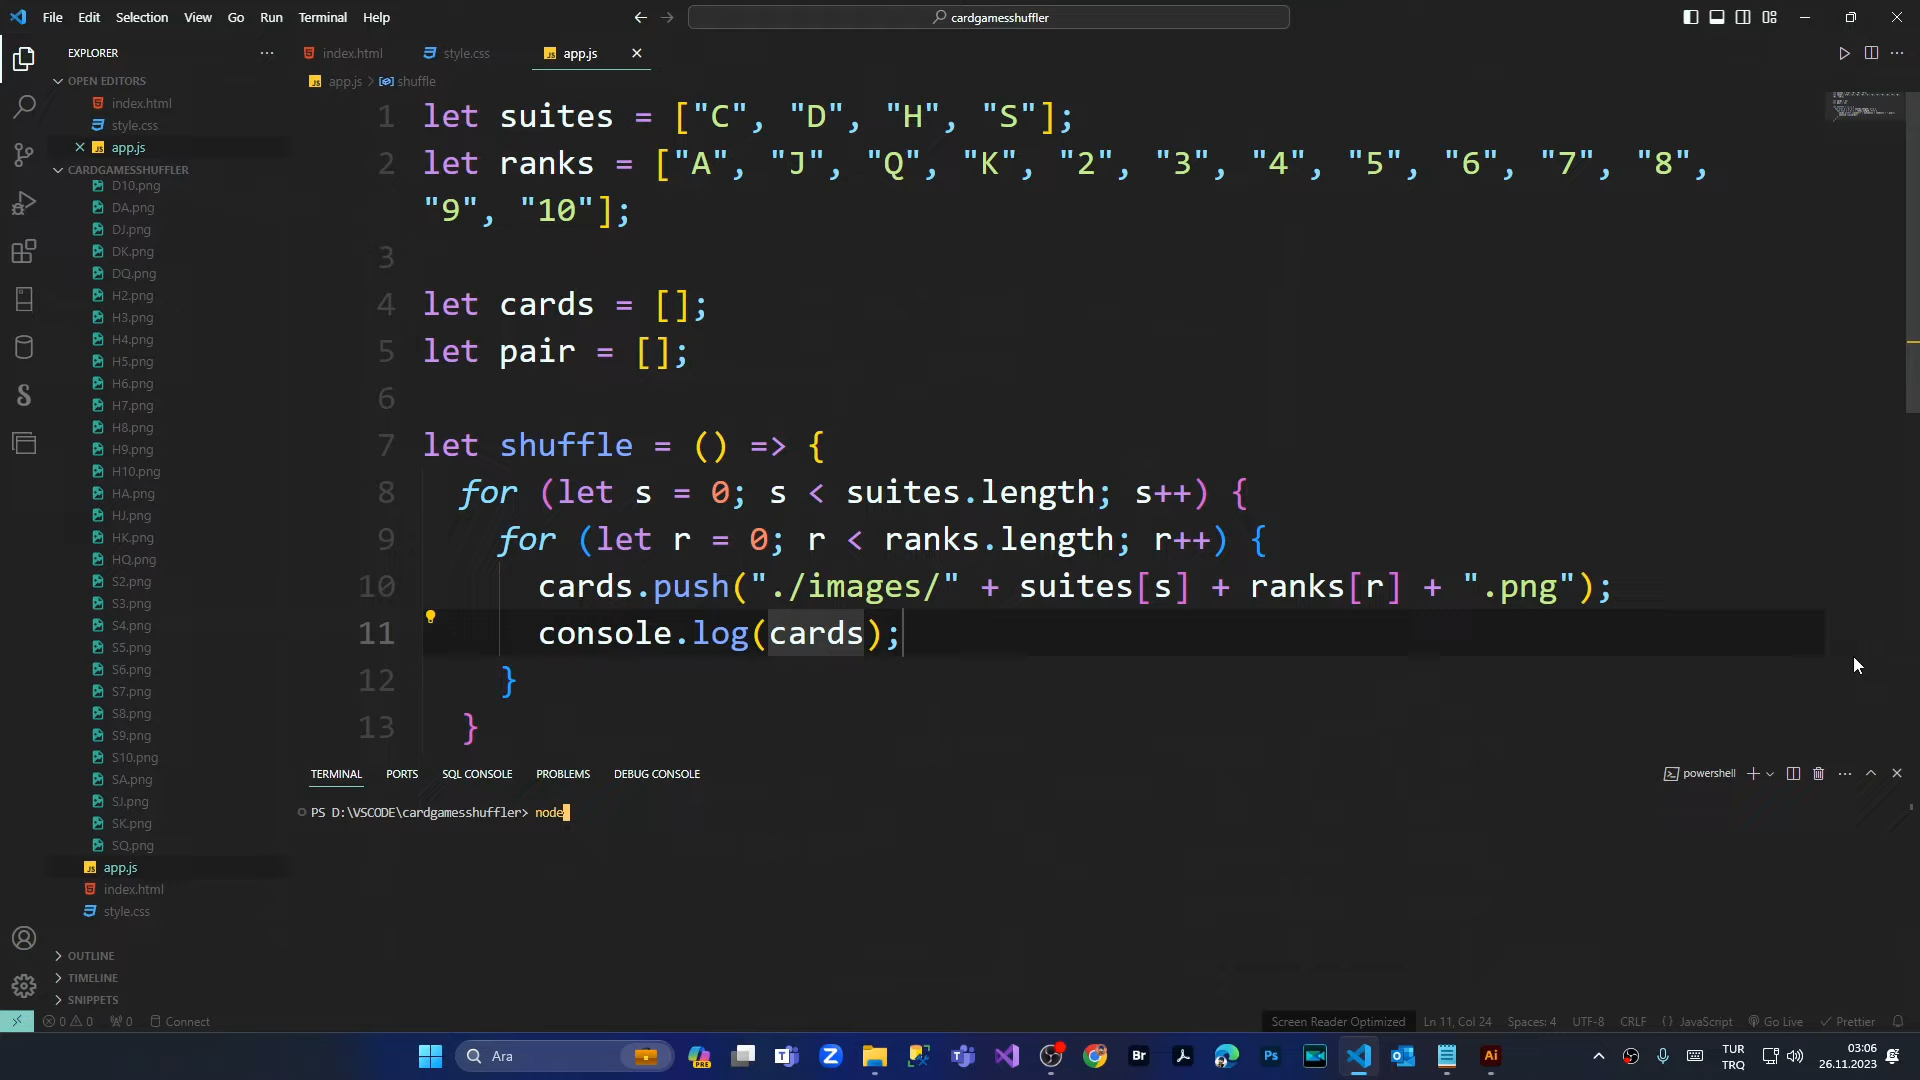 File Edit Selection View Go Run Terminal Help
cardgamesshuffler
EXPLORER
OPEN EDITORS
index.html
style.css
app.js
CARDGAMESSHUFFLER
D10.png
DA.png
DJ.png
DK.png
DQ.png
H2.png
H3.png
H4.png
H5.png
H6.png
H7.png
H8.png
H9.png
H10.png
HA.png
HJ.png
HK.png
HQ.png
S2.png
S3.png
S4.png
S5.png
S6.png
S7.png
S8.png
S9.png
S10.png
SA.png
SJ.png
SK.png
SQ.png
app.js
index.html
style.css
OUTLINE
TIMELINE
SNIPPETS
index.html style.css app.js
app.js > shuffle
1 let suites = ["C", "D", "H", "S"];
2 let ranks = ["A", "J", "Q", "K", "2", "3", "4", "5", "6", "7", "8",
"9", "10"];
3
4 let cards = [];
5 let pair = [];
6
7 let shuffle = () => {
8 for (let s = 0; s < suites.length; s++) {
9 for (let r = 0; r < ranks.length; r++) {
10 cards.push("./images/" + suites[s] + ranks[r] + ".png");
11 console.log(cards);
12 }
13 }
TERMINAL PORTS SQL CONSOLE PROBLEMS DEBUG CONSOLE
powershell
PS D:\VSCODE\cardgamesshuffler> node
0 0 0 Connect
Screen Reader Optimized Ln 11, Col 24 Spaces: 4 UTF-8 CRLF {} JavaScript Go Live Prettier
Ara
PRE
Br
Ps
Ai
TUR
TRQ
03:06
26.11.2023